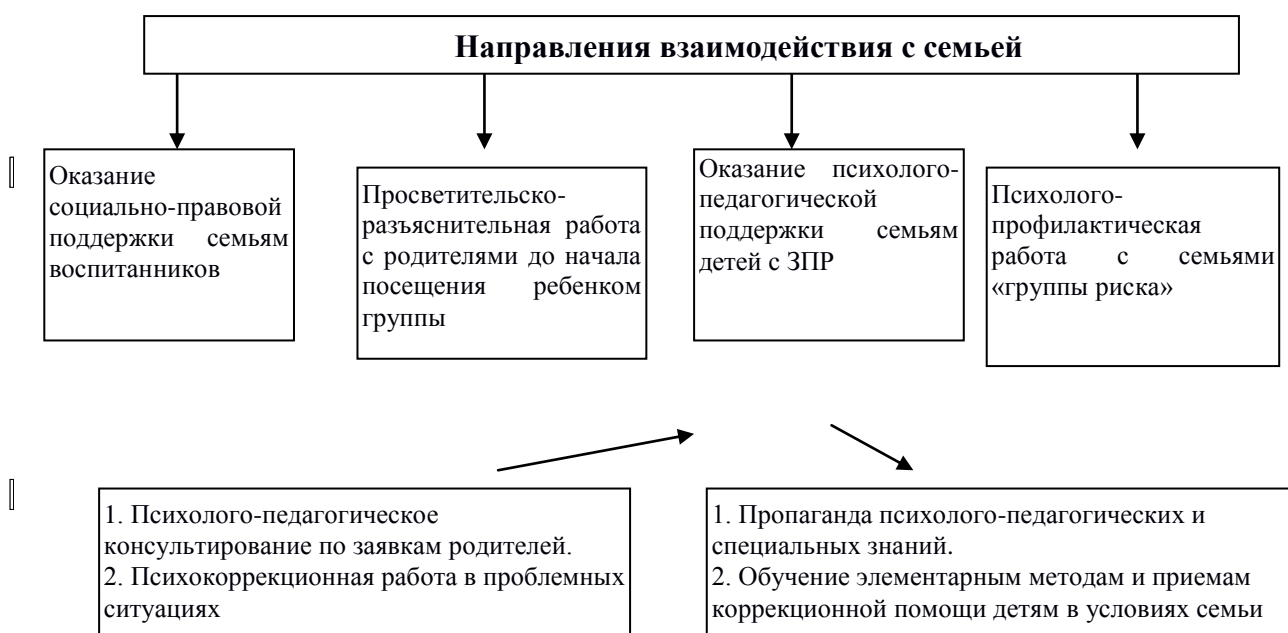 Направления взаимодействия с семьей
Оказание
социально-правовой
поддержки семьям
воспитанников
Просветительско-
разъяснительная работа
с родителями до начала
посещения ребенком
группы
Оказание психолого-
педагогической
поддержки семьям
детей с ЗПР
Психолого-
профилактическая
работа с семьями
«группы риска»
1. Психолого-педагогическое
консультирование по заявкам родителей.
2. Психокоррекционная работа в проблемных
ситуациях
1. Пропаганда психолого-педагогических и
специальных знаний.
2. Обучение элементарным методам и приемам
коррекционной помощи детям в условиях семьи